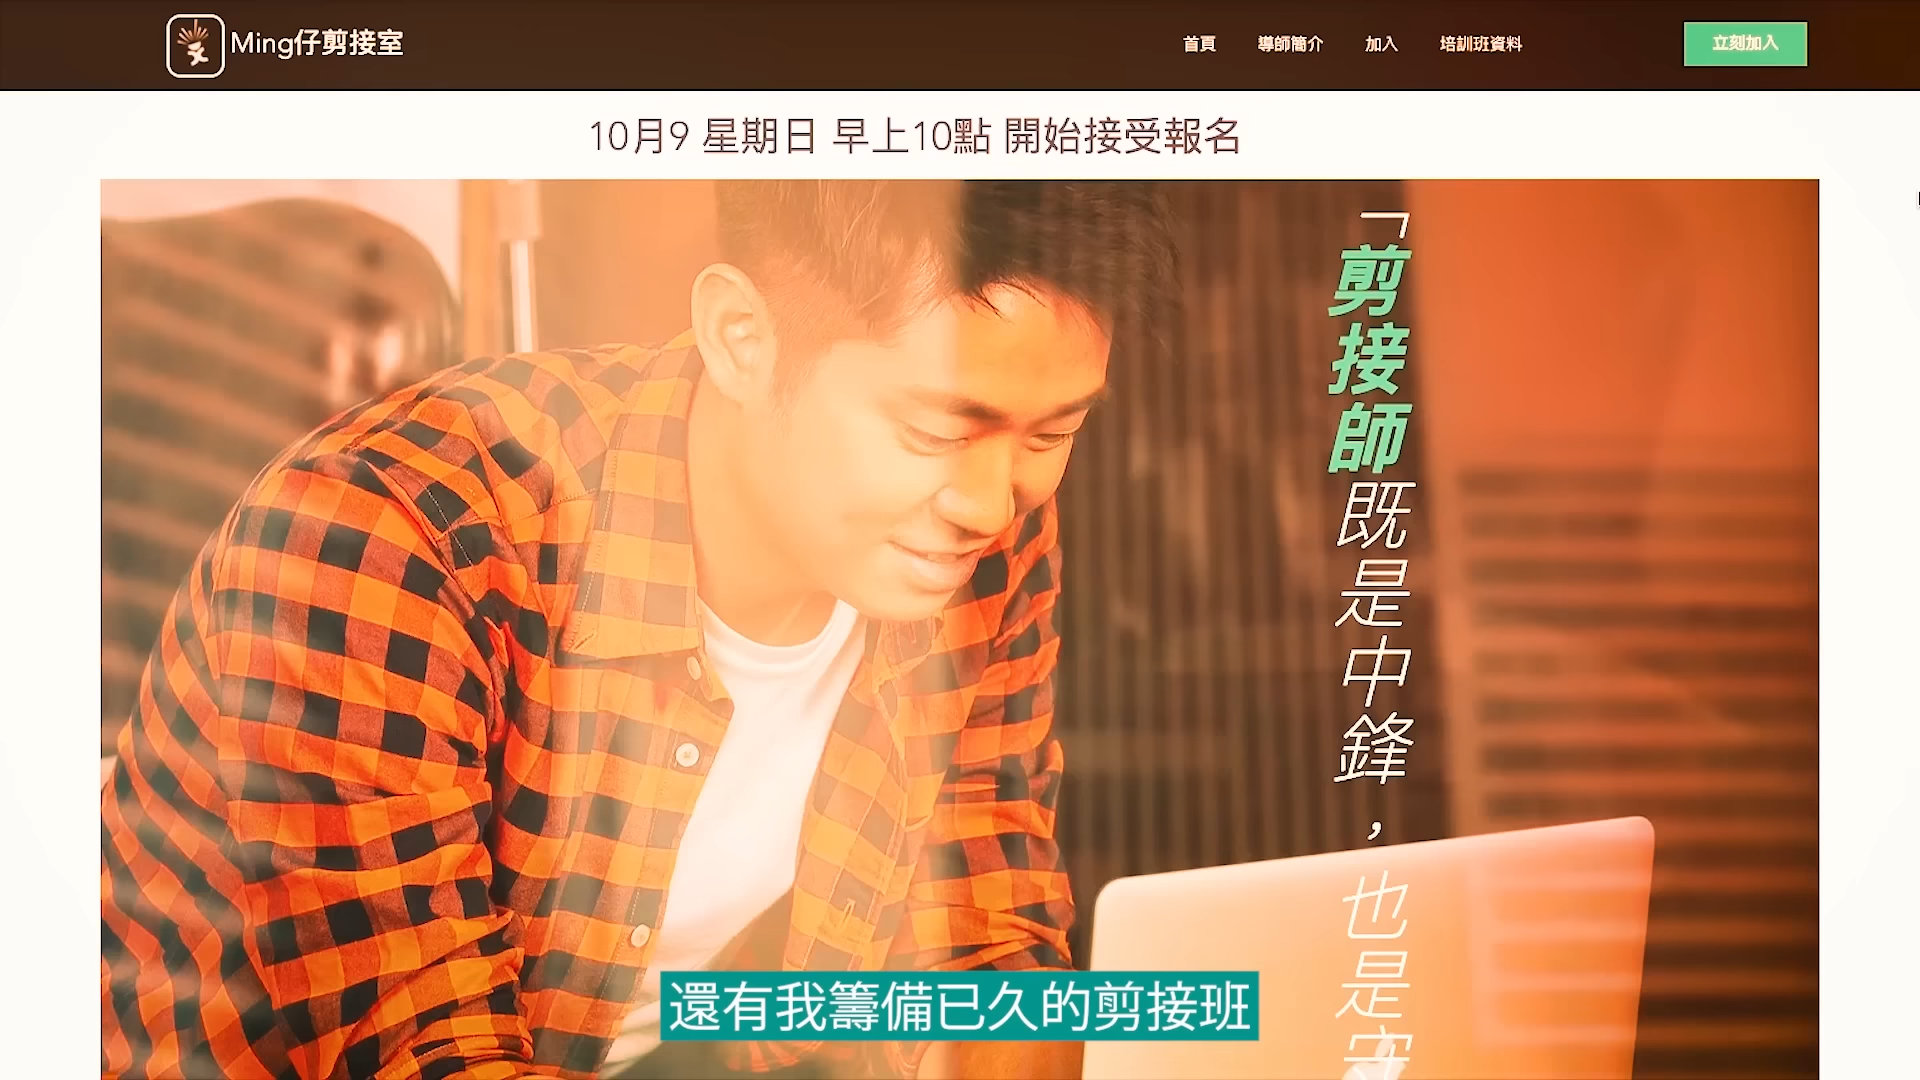 Ming仔剪接室
首頁
導師簡介
加入
培訓班資料
立刻加入
10月9 星期日 早上10點 開始接受報名
「剪接師既是中鋒，也是守
還有我籌備已久的剪接班